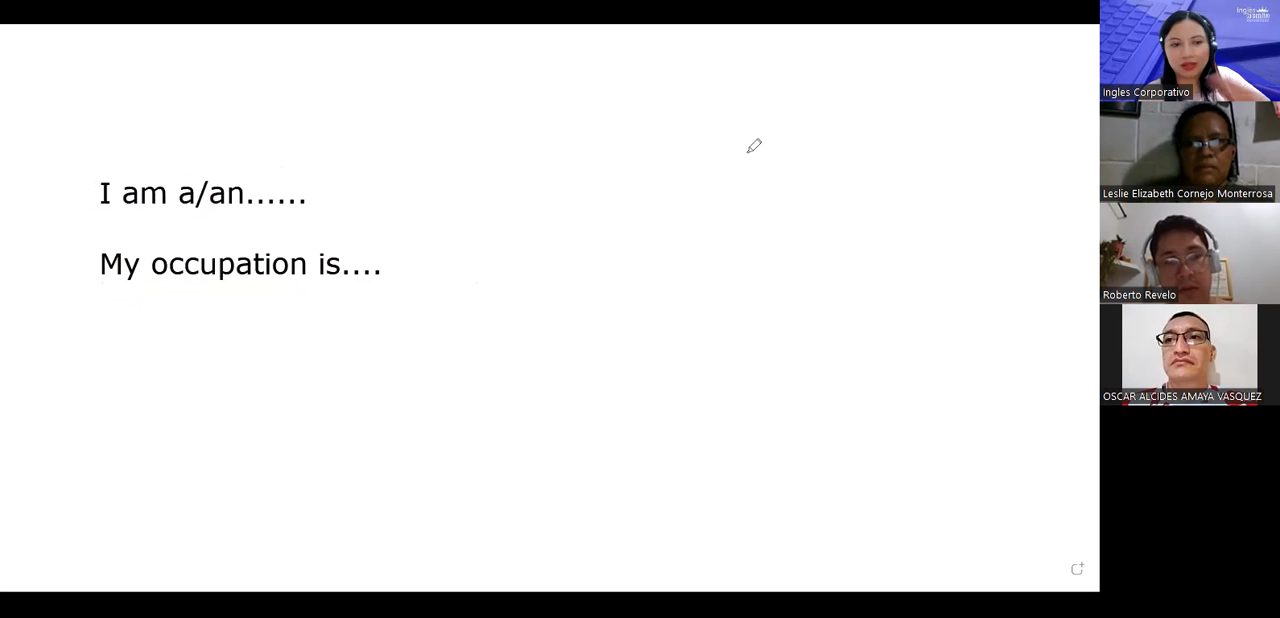 I am a/an......
My occupation is....
Ingles Corporativo
Leslie Elizabeth Cornejo Monterrosa
Roberto Revelo
OSCAR ALCIDES AMAYA VASQUEZ